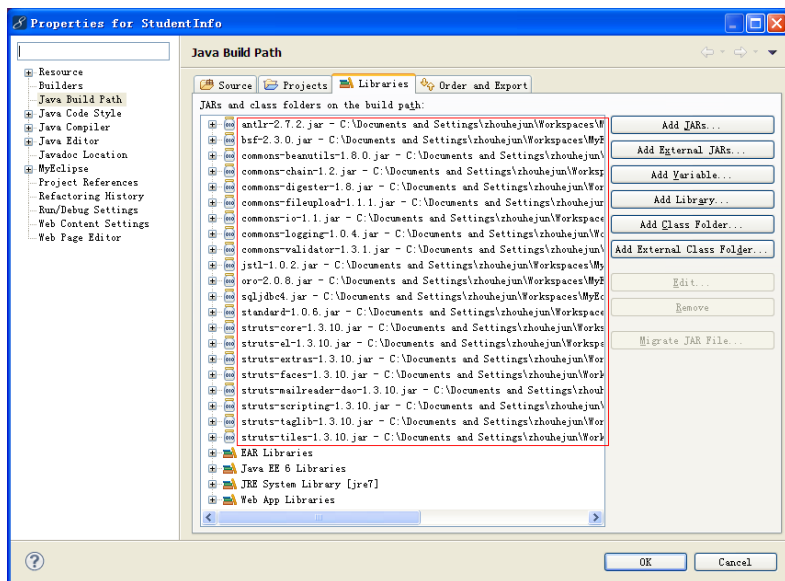 Properties for StudentInfo
Java Build Path
Resource
Builders
Java Build Path
Java Code Style
Java Compiler
Java Editor
Javadoc Location
MyEclipse
Project References
Refactoring History
Run/Debug Settings
Web Content Settings
Web Page Editor
Source Projects Libraries Order and Export
JARs and class folders on the build path:
antlr-2.7.2.jar - C:\Documents and Settings\zhouhejun\Workspaces\M
bsf-2.3.0.jar - C:\Documents and Settings\zhouhejun\Workspaces\MyE
commons-beanutils-1.8.0.jar - C:\Documents and Settings\zhouhejun\
commons-chain-1.2.jar - C:\Documents and Settings\zhouhejun\Worksp
commons-digester-1.8.jar - C:\Documents and Settings\zhouhejun\Wor
commons-fileupload-1.1.1.jar - C:\Documents and Settings\zhouhejun
commons-io-1.1.jar - C:\Documents and Settings\zhouhejun\Workspace
commons-logging-1.0.4.jar - C:\Documents and Settings\zhouhejun\Wo
commons-validator-1.3.1.jar - C:\Documents and Settings\zhouhejun\
jstl-1.0.2.jar - C:\Documents and Settings\zhouhejun\Workspaces\My
oro-2.0.8.jar - C:\Documents and Settings\zhouhejun\Workspaces\MyE
sqljdbc4.jar - C:\Documents and Settings\zhouhejun\Workspaces\MyEc
standard-1.0.6.jar - C:\Documents and Settings\zhouhejun\Workspace
struts-core-1.3.10.jar - C:\Documents and Settings\zhouhejun\Works
struts-el-1.3.10.jar - C:\Documents and Settings\zhouhejun\Workspa
struts-extras-1.3.10.jar - C:\Documents and Settings\zhouhejun\Wor
struts-faces-1.3.10.jar - C:\Documents and Settings\zhouhejun\Work
struts-mailreader-dao-1.3.10.jar - C:\Documents and Settings\zhouh
struts-scripting-1.3.10.jar - C:\Documents and Settings\zhouhejun\
struts-taglib-1.3.10.jar - C:\Documents and Settings\zhouhejun\Wor
struts-tiles-1.3.10.jar - C:\Documents and Settings\zhouhejun\Work
EAR Libraries
Java EE 6 Libraries
JRE System Library [jre7]
Web App Libraries
Add JARs...
Add External JARs...
Add Variable...
Add Library...
Add Class Folder...
Add External Class Folder...
Edit...
Remove
Migrate JAR File...
OK Cancel